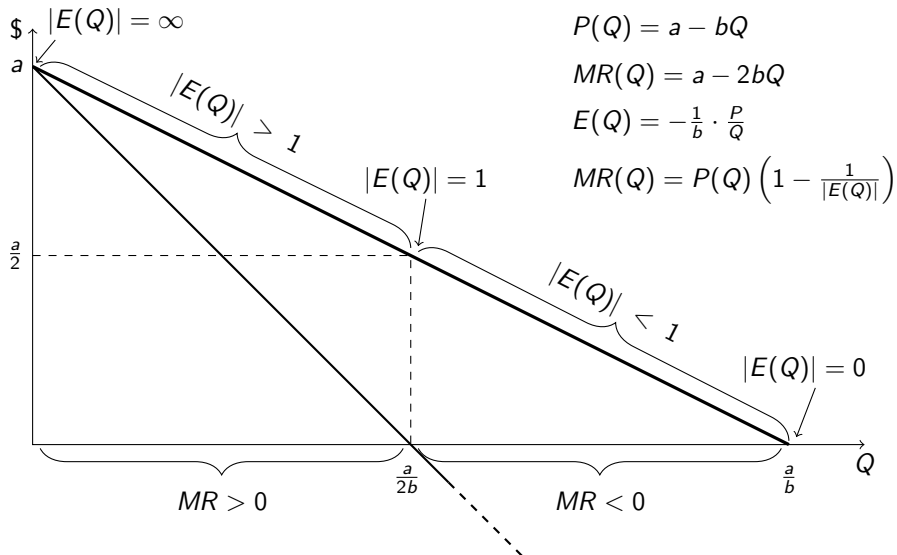 $
|E(Q)| = ∞
P(Q) = a − bQ
a
MR(Q) = a − 2bQ
|E(Q)| > 1
E(Q) = −1/b · P/Q
|E(Q)| = 1
MR(Q) = P(Q) (1 − 1/|E(Q)|)
a/2
|E(Q)| < 1
|E(Q)| = 0
Q
a/2b
a/b
MR > 0
MR < 0